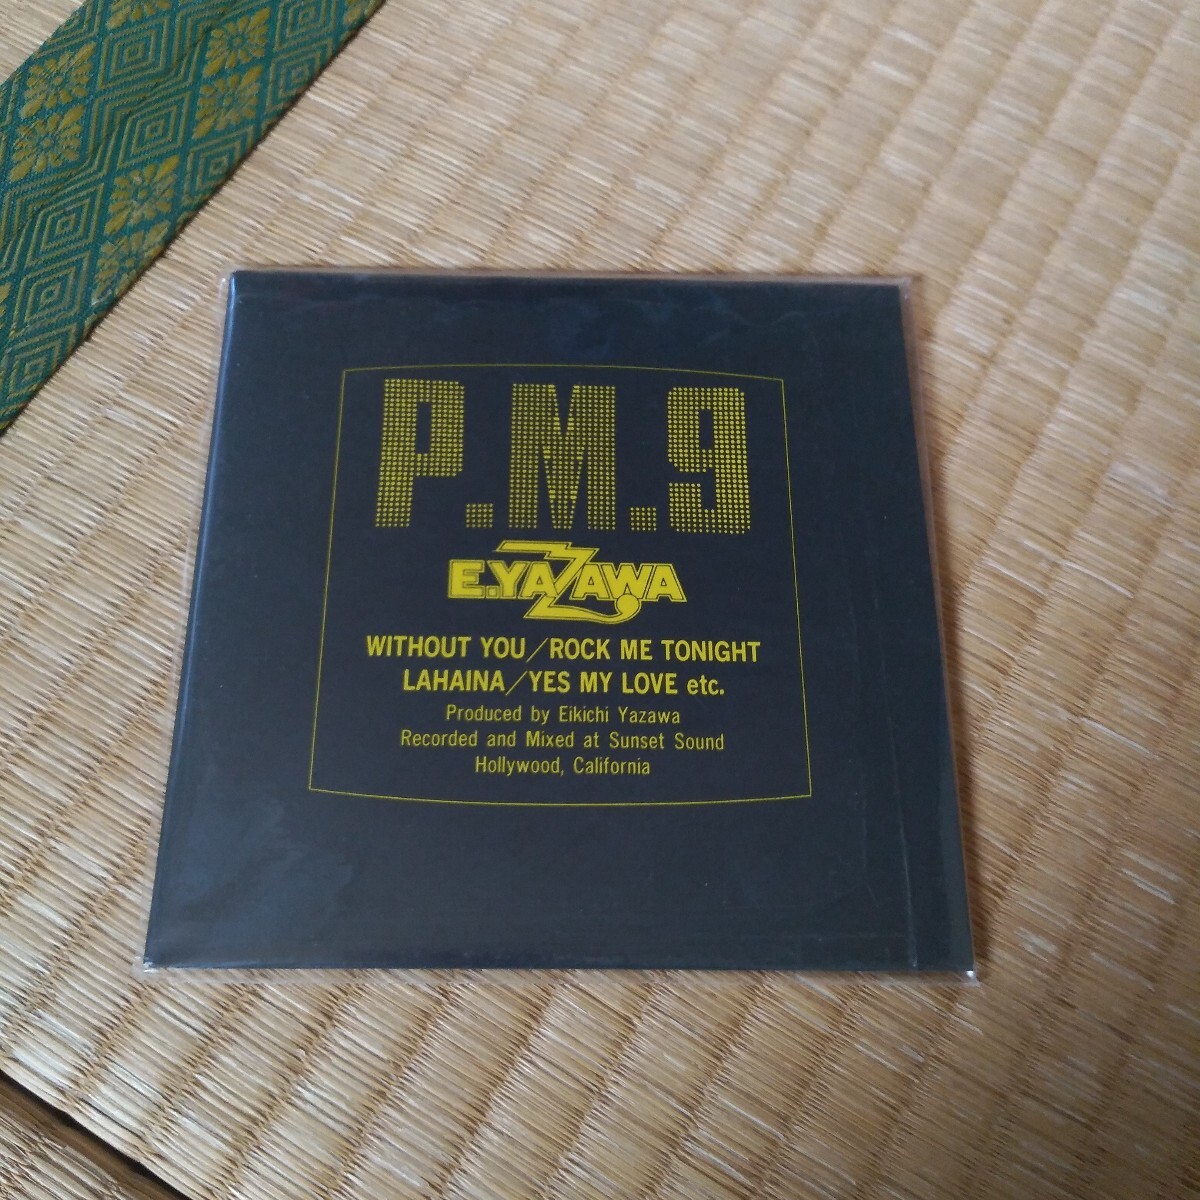 P.M.9
E.YAZAWA
WITHOUT YOU/ROCK ME TONIGHT
LAHAINA/YES MY LOVE etc.
Produced by Eikichi Yazawa
Recorded and Mixed at Sunset Sound
Hollywood, California